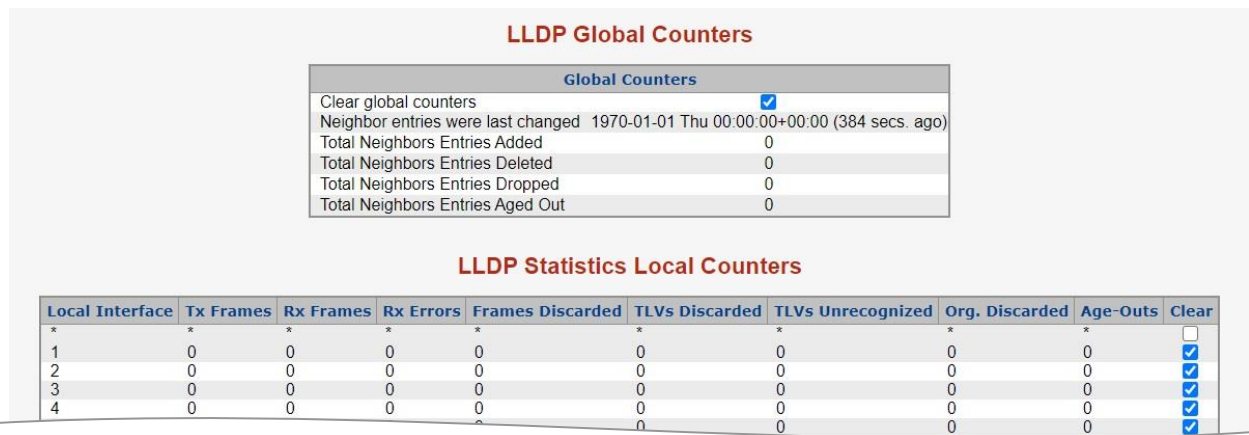 LLDP Global Counters
Global Counters
Clear global counters
Neighbor entries were last changed 1970-01-01 Thu 00:00:00+00:00 (384 secs. ago)
Total Neighbors Entries Added 0
Total Neighbors Entries Deleted 0
Total Neighbors Entries Dropped 0
Total Neighbors Entries Aged Out 0
LLDP Statistics Local Counters
Local Interface Tx Frames Rx Frames Rx Errors Frames Discarded TLVs Discarded TLVs Unrecognized Org. Discarded Age-Outs Clear
* * * * * * * * *
1 0 0 0 0 0 0 0 0
2 0 0 0 0 0 0 0 0
3 0 0 0 0 0 0 0 0
4 0 0 0 0 0 0 0 0
0 0 0 0